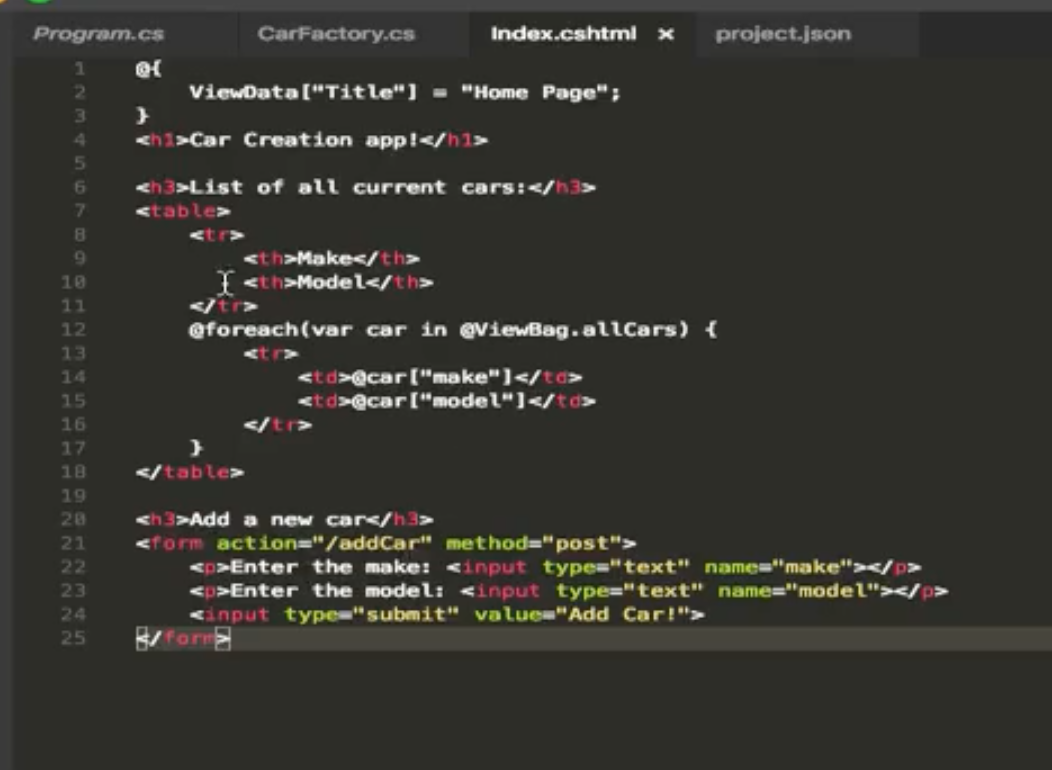 Program.cs CarFactory.cs Index.cshtml × project.json
1 @{
2 ViewData["Title"] = "Home Page";
3 }
4 <h1>Car Creation app!</h1>
5
6 <h3>List of all current cars:</h3>
7 <table>
8 <tr>
9 <th>Make</th>
10 <th>Model</th>
11 </tr>
12 @foreach(var car in @ViewBag.allCars) {
13 <tr>
14 <td>@car["make"]</td>
15 <td>@car["model"]</td>
16 </tr>
17 }
18 </table>
19
20 <h3>Add a new car</h3>
21 <form action="/addCar" method="post">
22 <p>Enter the make: <input type="text" name="make"></p>
23 <p>Enter the model: <input type="text" name="model"></p>
24 <input type="submit" value="Add Car!">
25 </form>